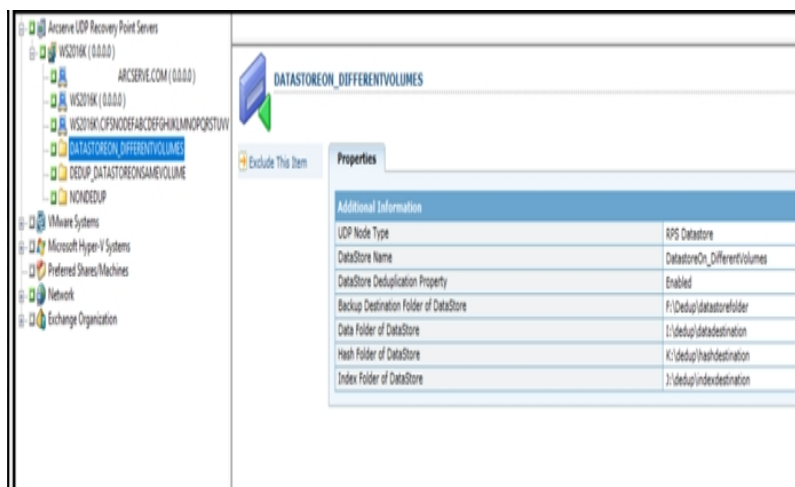 Arcserve UDP Recovery Point Servers
WS2016K ( 0.0.0.0 )
ARCSERVE.COM ( 0.0.0.0 )
WS2016K ( 0.0.0.0 )
WS2016K\CIFSNODEFABCDEFGHIJKLMNOPQRSTUVV
DATASTOREON_DIFFERENTVOLUMES
DEDUP_DATASTOREONSAMEVOLUME
NONDEDUP
VMware Systems
Microsoft Hyper-V Systems
Preferred Shares/Machines
Network
Exchange Organization
DATASTOREON_DIFFERENTVOLUMES
Exclude This Item
Properties
Additional Information
UDP Node Type RPS Datastore
DataStore Name DatastoreOn_DifferentVolumes
DataStore Deduplication Property Enabled
Backup Destination Folder of DataStore F:\Dedup\datastorefolder
Data Folder of DataStore I:\dedup\datadestination
Hash Folder of DataStore K:\dedup\hashdestination
Index Folder of DataStore J:\dedup\indexdestination